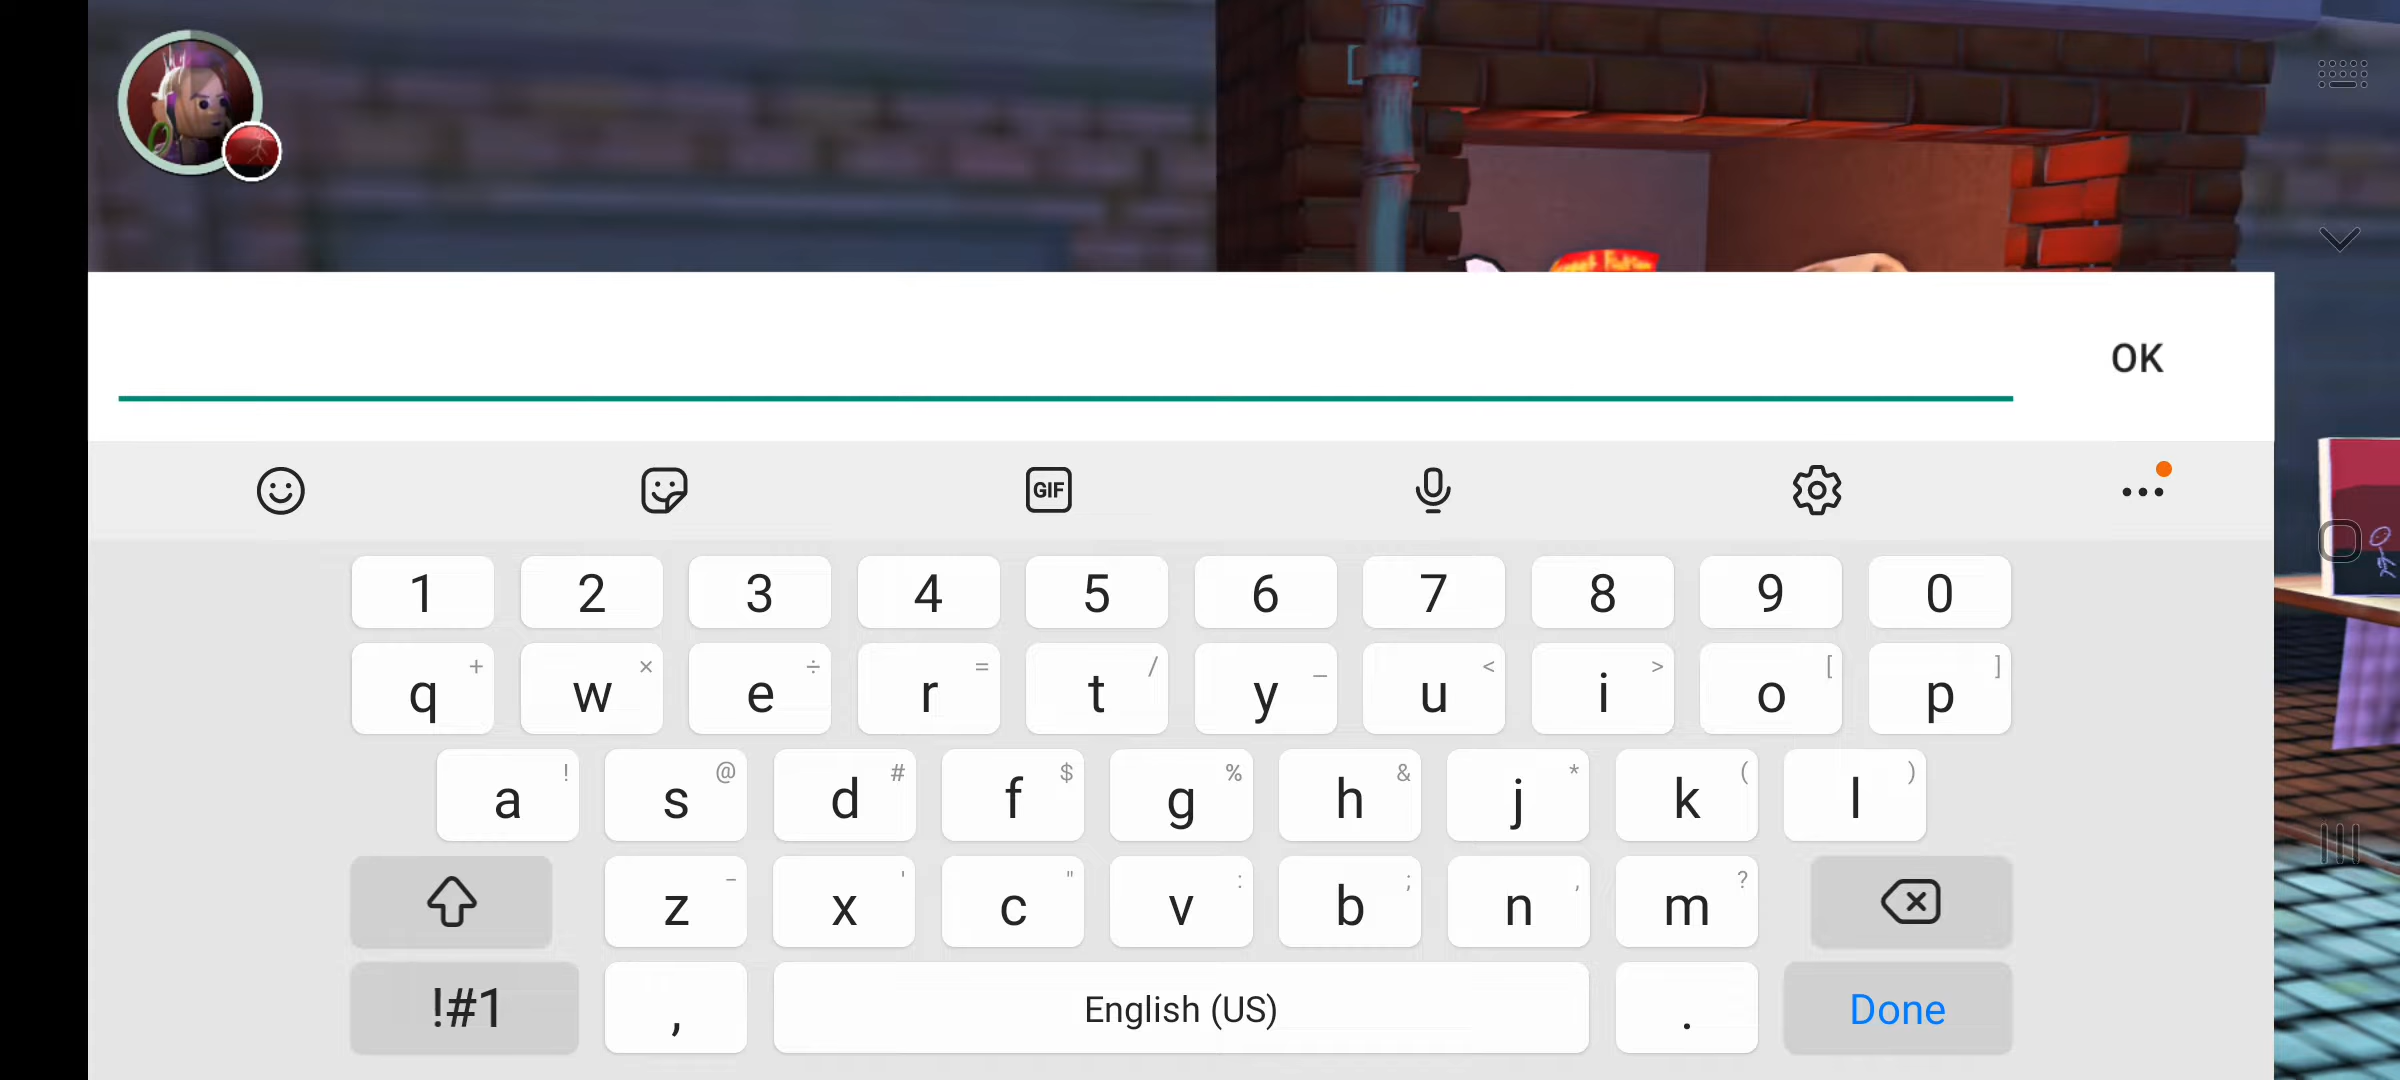 OK
GIF
1 2 3 4 5 6 7 8 9 0
q + w × e ÷ r = t / y _ u < i > o [ p ]
a ! s @ d # f $ g % h & j * k ( l )
z - x ' c " v : b ; n , m ?
!#1 , English (US) . Done